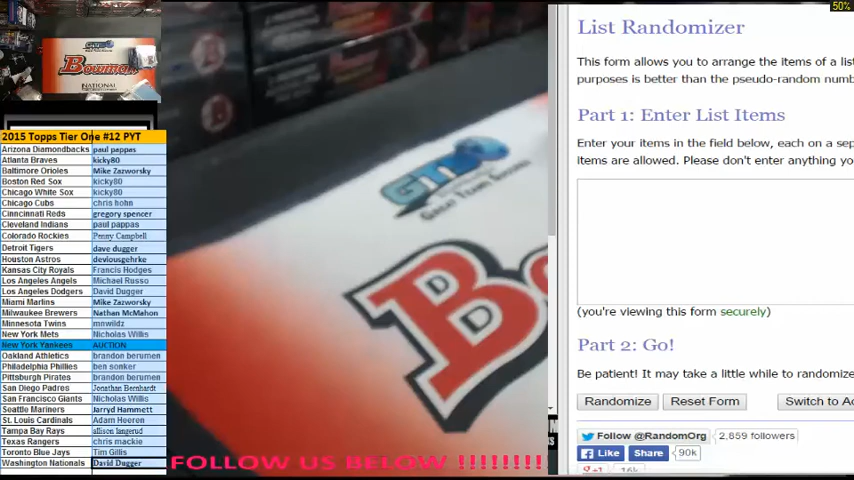 50%
Bowman
NATIONAL
2015 Topps Tier One #12 PYT
Arizona Diamondbacks paul pappas
Atlanta Braves kicky80
Baltimore Orioles Mike Zazworsky
Boston Red Sox kicky80
Chicago White Sox kicky80
Chicago Cubs chris hohn
Cinncinnati Reds gregory spencer
Cleveland Indians paul pappas
Colorado Rockies Penny Campbell
Detroit Tigers dave dugger
Houston Astros deviousgehrke
Kansas City Royals Francis Hodges
Los Angeles Angels Michael Russo
Los Angeles Dodgers David Dugger
Miami Marlins Mike Zazworsky
Milwaukee Brewers Nathan McMahon
Minnesota Twins mnwildz
New York Mets Nicholas Willis
New York Yankees AUCTION
Oakland Athletics brandon berumen
Philadelphia Phillies ben sonker
Pittsburgh Pirates brandon berumen
San Diego Padres Jonathan Bernhardt
San Francisco Giants Nicholas Willis
Seattle Mariners Jarryd Hammett
St. Louis Cardinals Adam Heeren
Tampa Bay Rays allison langerud
Texas Rangers chris mackie
Toronto Blue Jays Tim Gillis
Washington Nationals David Dugger
GTB
Great Team Breaks
Bo
FOLLOW US BELOW !!!!!!!!!
List Randomizer
This form allows you to arrange the items of a lis
purposes is better than the pseudo-random numb
Part 1: Enter List Items
Enter your items in the field below, each on a sep
items are allowed. Please don't enter anything yo
(you're viewing this form securely)
Part 2: Go!
Be patient! It may take a little while to randomize
Randomize Reset Form Switch to Ad
Follow @RandomOrg 2,859 followers
Like Share 90k
+1 16k